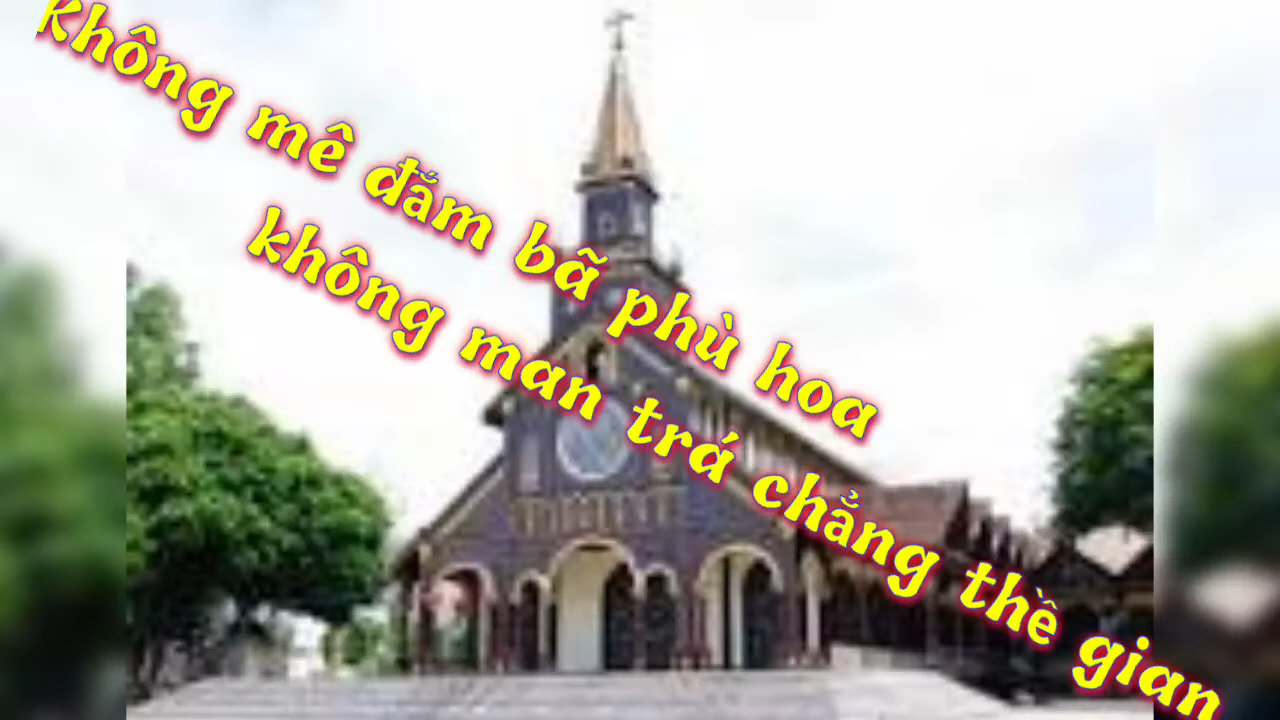 không mê đắm bã phù hoa
không man trá chẳng thề gian